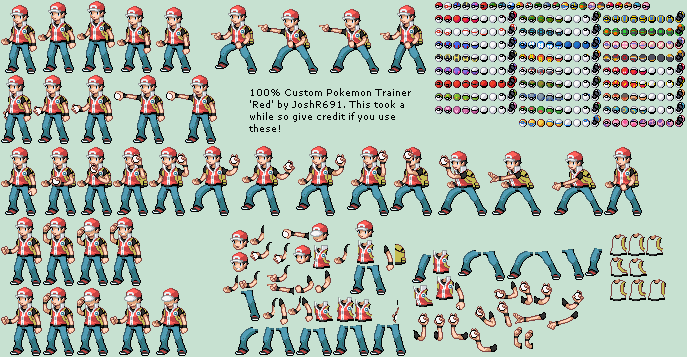 100% Custom Pokemon Trainer
'Red' by JoshR691. This took a
while so give credit if you use
these!